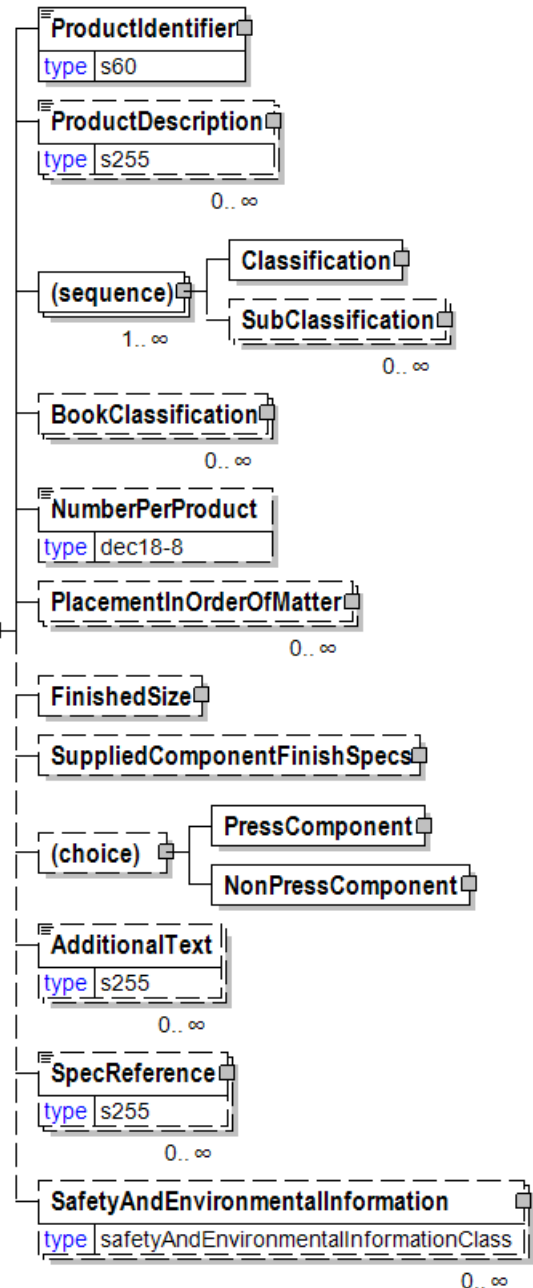 ProductIdentifier
type s60
ProductDescription
type s255
0.. ∞
Classification
(sequence)
SubClassification
1.. ∞
0.. ∞
BookClassification
0.. ∞
NumberPerProduct
type dec18-8
PlacementInOrderOfMatter
0.. ∞
FinishedSize
SuppliedComponentFinishSpecs
PressComponent
(choice)
NonPressComponent
AdditionalText
type s255
0.. ∞
SpecReference
type s255
0.. ∞
SafetyAndEnvironmentalInformation
type safetyAndEnvironmentalInformationClass
0.. ∞